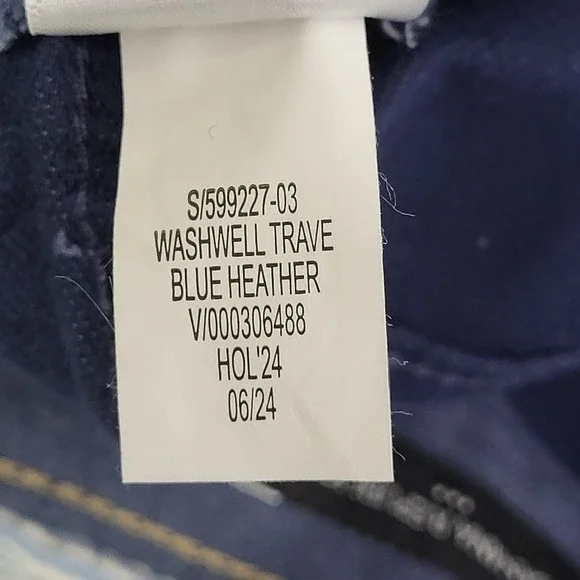 S/599227-03
WASHWELL TRAVE
BLUE HEATHER
V/000306488
HOL'24
06/24